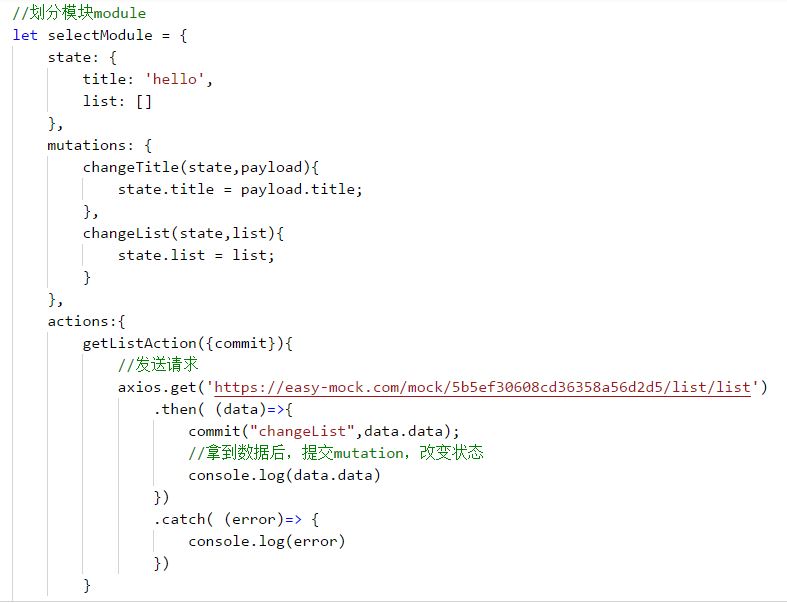 //划分模块module
let selectModule = {
    state: {
        title: 'hello',
        list: []
    },
    mutations: {
        changeTitle(state,payload){
            state.title = payload.title;
        },
        changeList(state,list){
            state.list = list;
        }
    },
    actions:{
        getListAction({commit}){
            //发送请求
            axios.get('https://easy-mock.com/mock/5b5ef30608cd36358a56d2d5/list/list')
                .then( (data)=>{
                    commit("changeList",data.data);
                    //拿到数据后，提交mutation，改变状态
                    console.log(data.data)
                })
                .catch( (error)=> {
                    console.log(error)
                })
        }